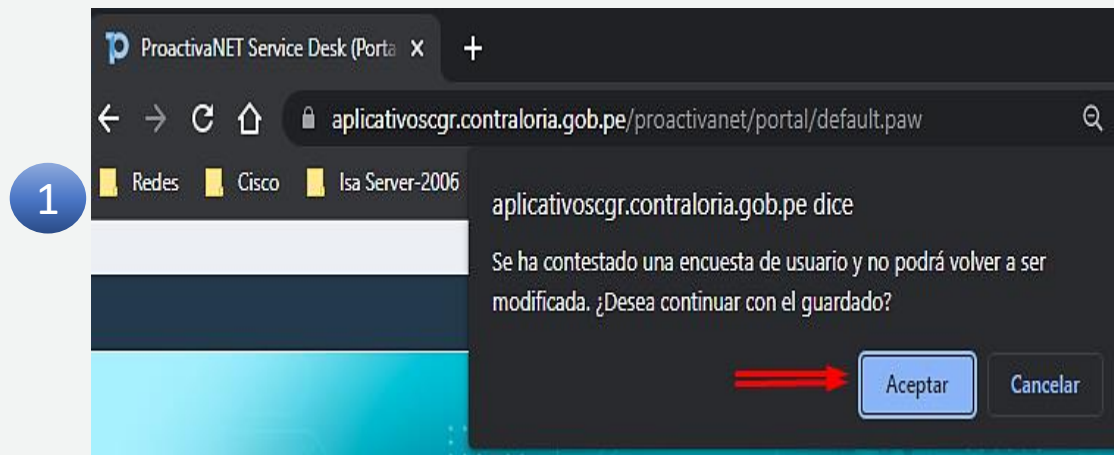 ProactivaNET Service Desk (Porta
aplicativoscgr.contraloria.gob.pe/proactivanet/portal/default.paw
1
Redes
Cisco
Isa Server-2006
aplicativoscgr.contraloria.gob.pe dice
Se ha contestado una encuesta de usuario y no podrá volver a ser
modificada. ¿Desea continuar con el guardado?
Aceptar
Cancelar